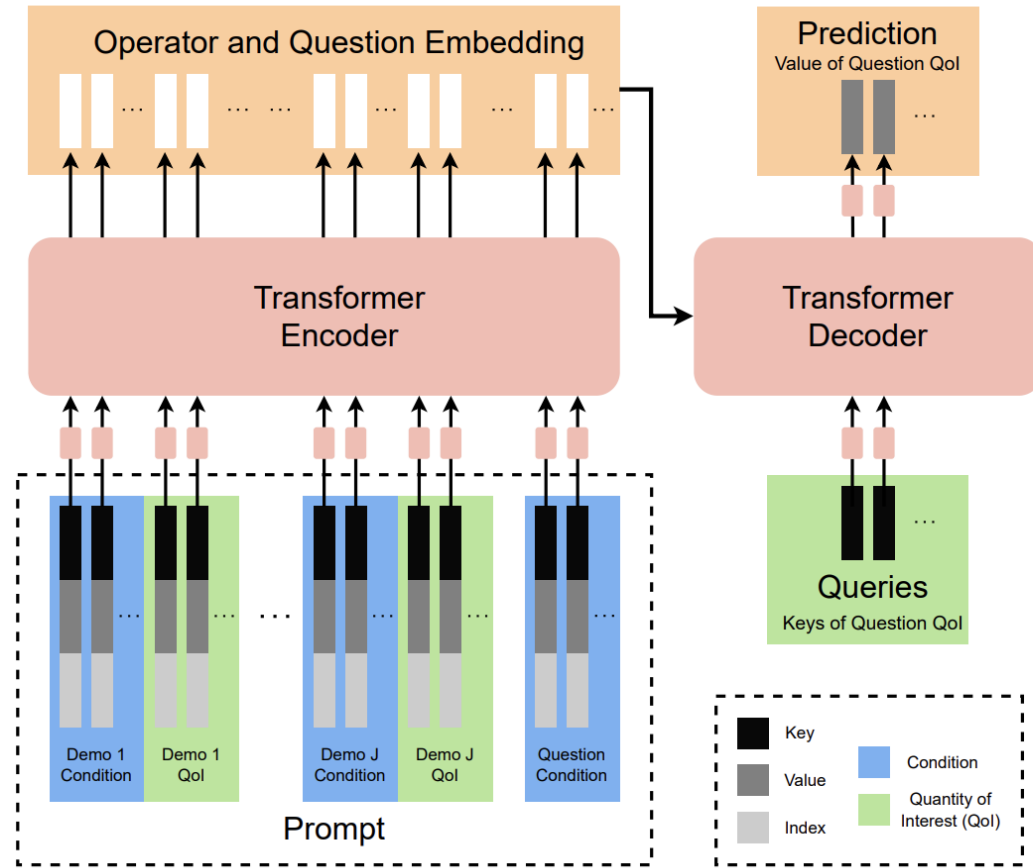 Operator and Question Embedding
... ... ... ... ... ... ...
Prediction
Value of Question QoI
...
Transformer
Encoder
Transformer
Decoder
... ... ... ... ... ...
Demo 1
Condition
Demo 1
QoI
Demo J
Condition
Demo J
QoI
Question
Condition
Prompt
...
Queries
Keys of Question QoI
Key
Value
Index
Condition
Quantity of
Interest (QoI)